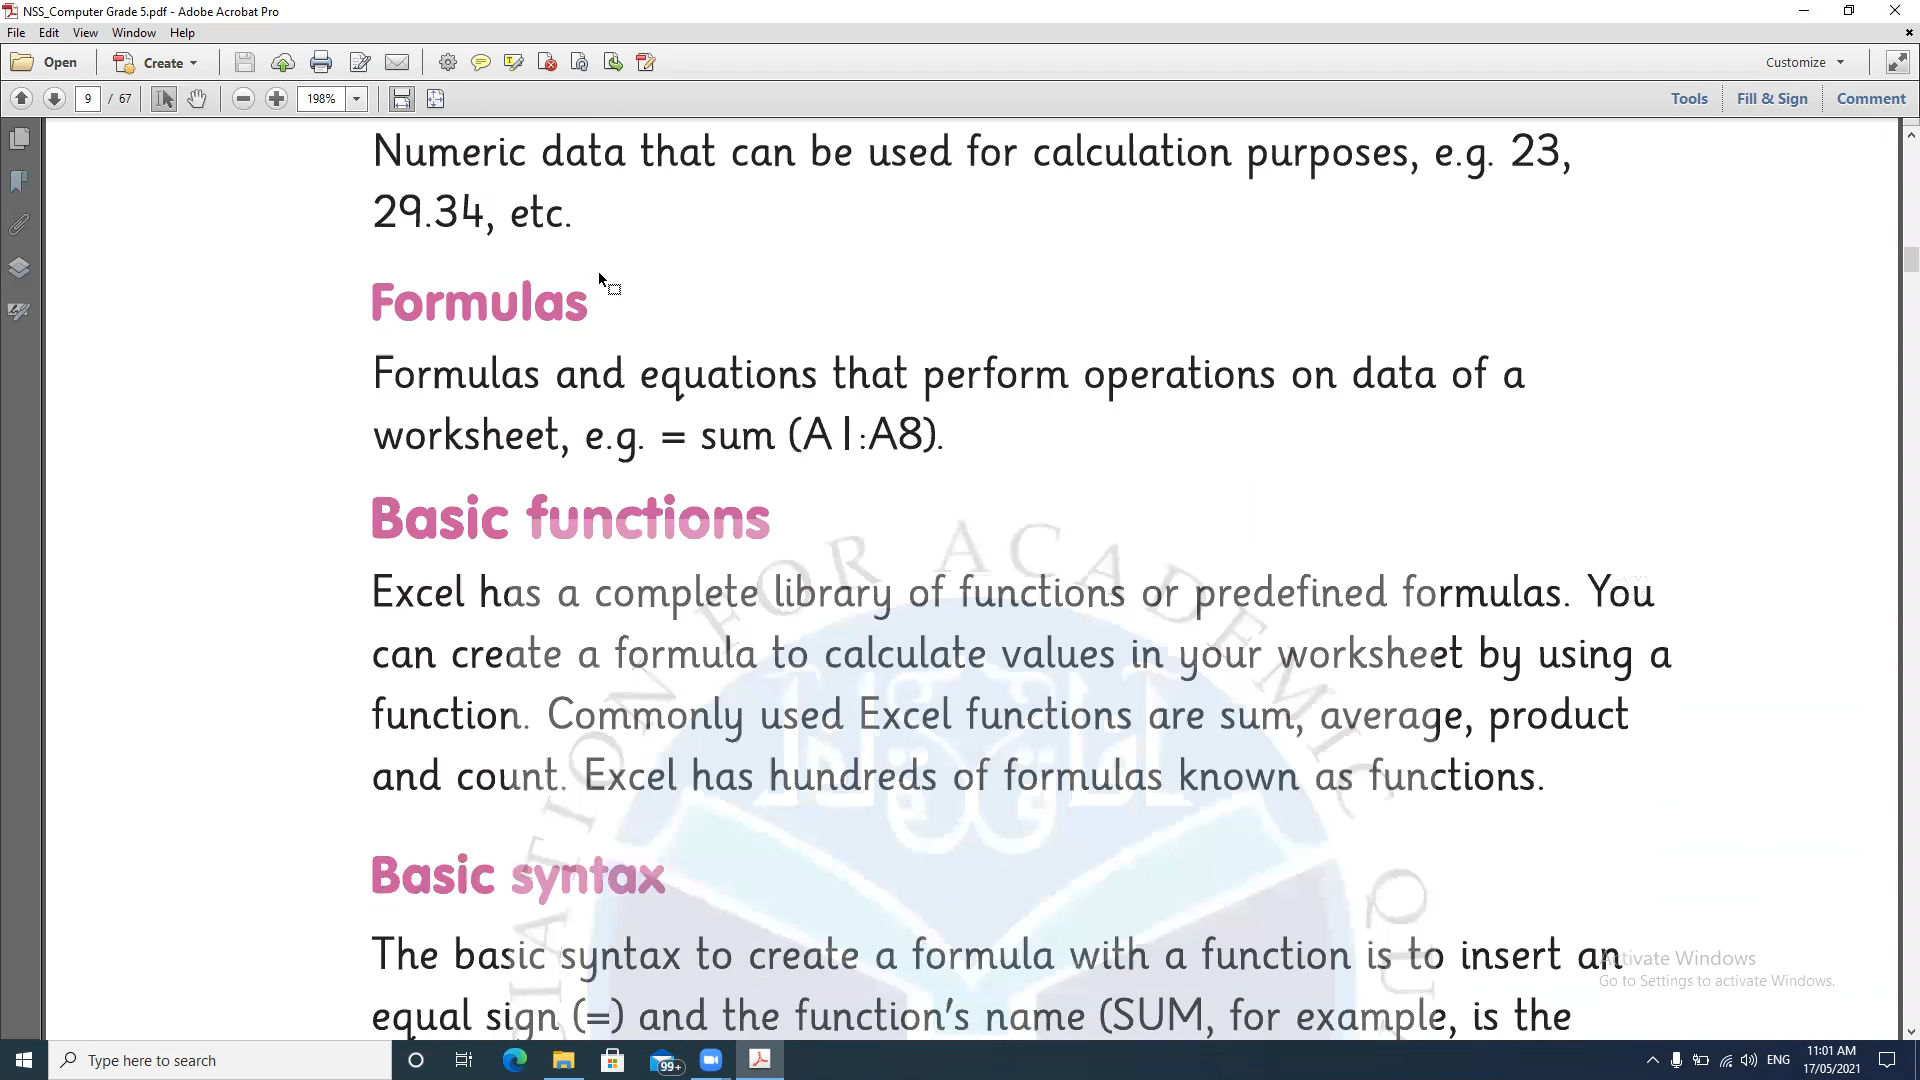 NSS_Computer Grade 5.pdf - Adobe Acrobat Pro
File Edit View Window Help
Open Create Customize
9 / 67 198% Tools Fill & Sign Comment
Numeric data that can be used for calculation purposes, e.g. 23,
29.34, etc.
Formulas
Formulas and equations that perform operations on data of a
worksheet, e.g. = sum (A1:A8).
Basic functions
Excel has a complete library of functions or predefined formulas. You
can create a formula to calculate values in your worksheet by using a
function. Commonly used Excel functions are sum, average, product
and count. Excel has hundreds of formulas known as functions.
Basic syntax
The basic syntax to create a formula with a function is to insert an
equal sign (=) and the function's name (SUM, for example, is the
FOR ACADEMIC QU
CIATION
Activate Windows
Go to Settings to activate Windows.
Type here to search
99+
ENG
11:01 AM
17/05/2021